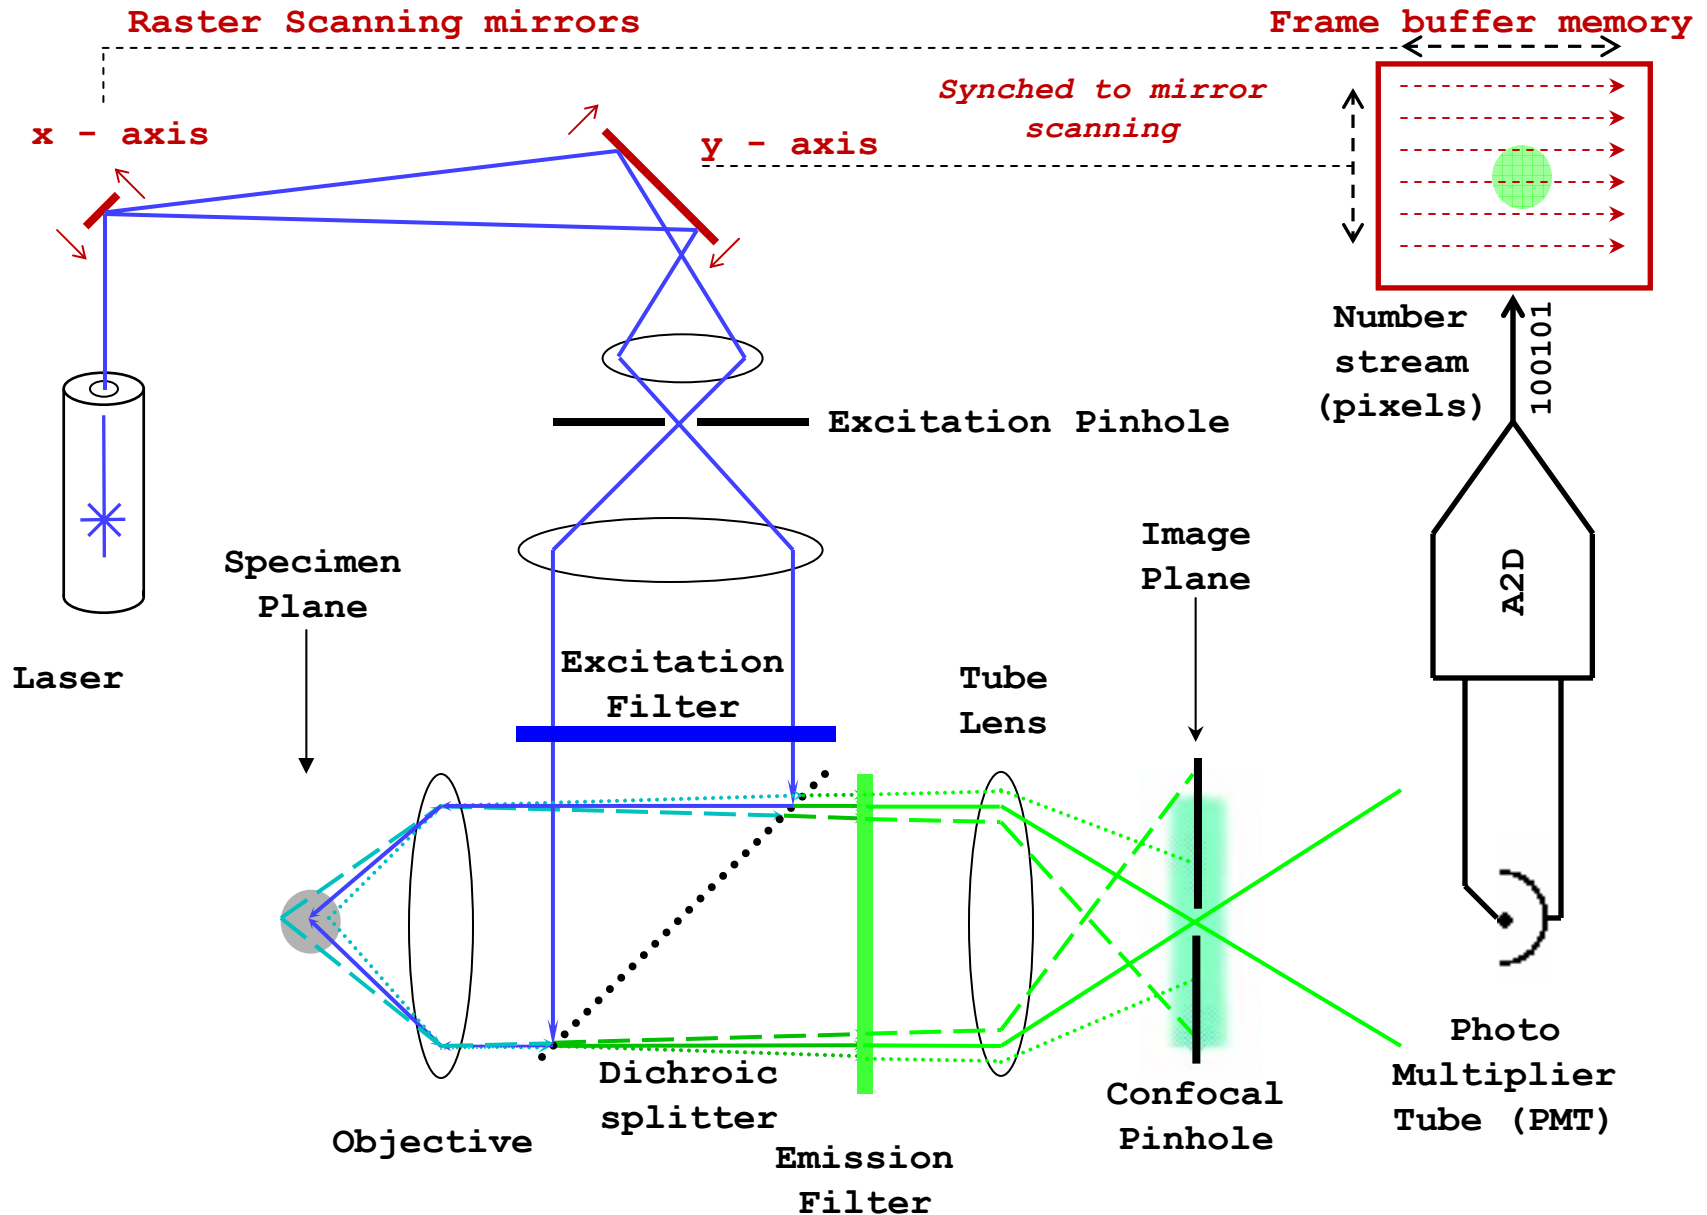 Raster Scanning mirrors
Frame buffer memory
Synched to mirror
scanning
x - axis
y - axis
Number
stream
(pixels)
100101
Excitation Pinhole
Image
Plane
Specimen
Plane
A2D
Excitation
Filter
Laser
Tube
Lens
Photo
Multiplier
Tube (PMT)
Dichroic
splitter
Confocal
Pinhole
Objective
Emission
Filter